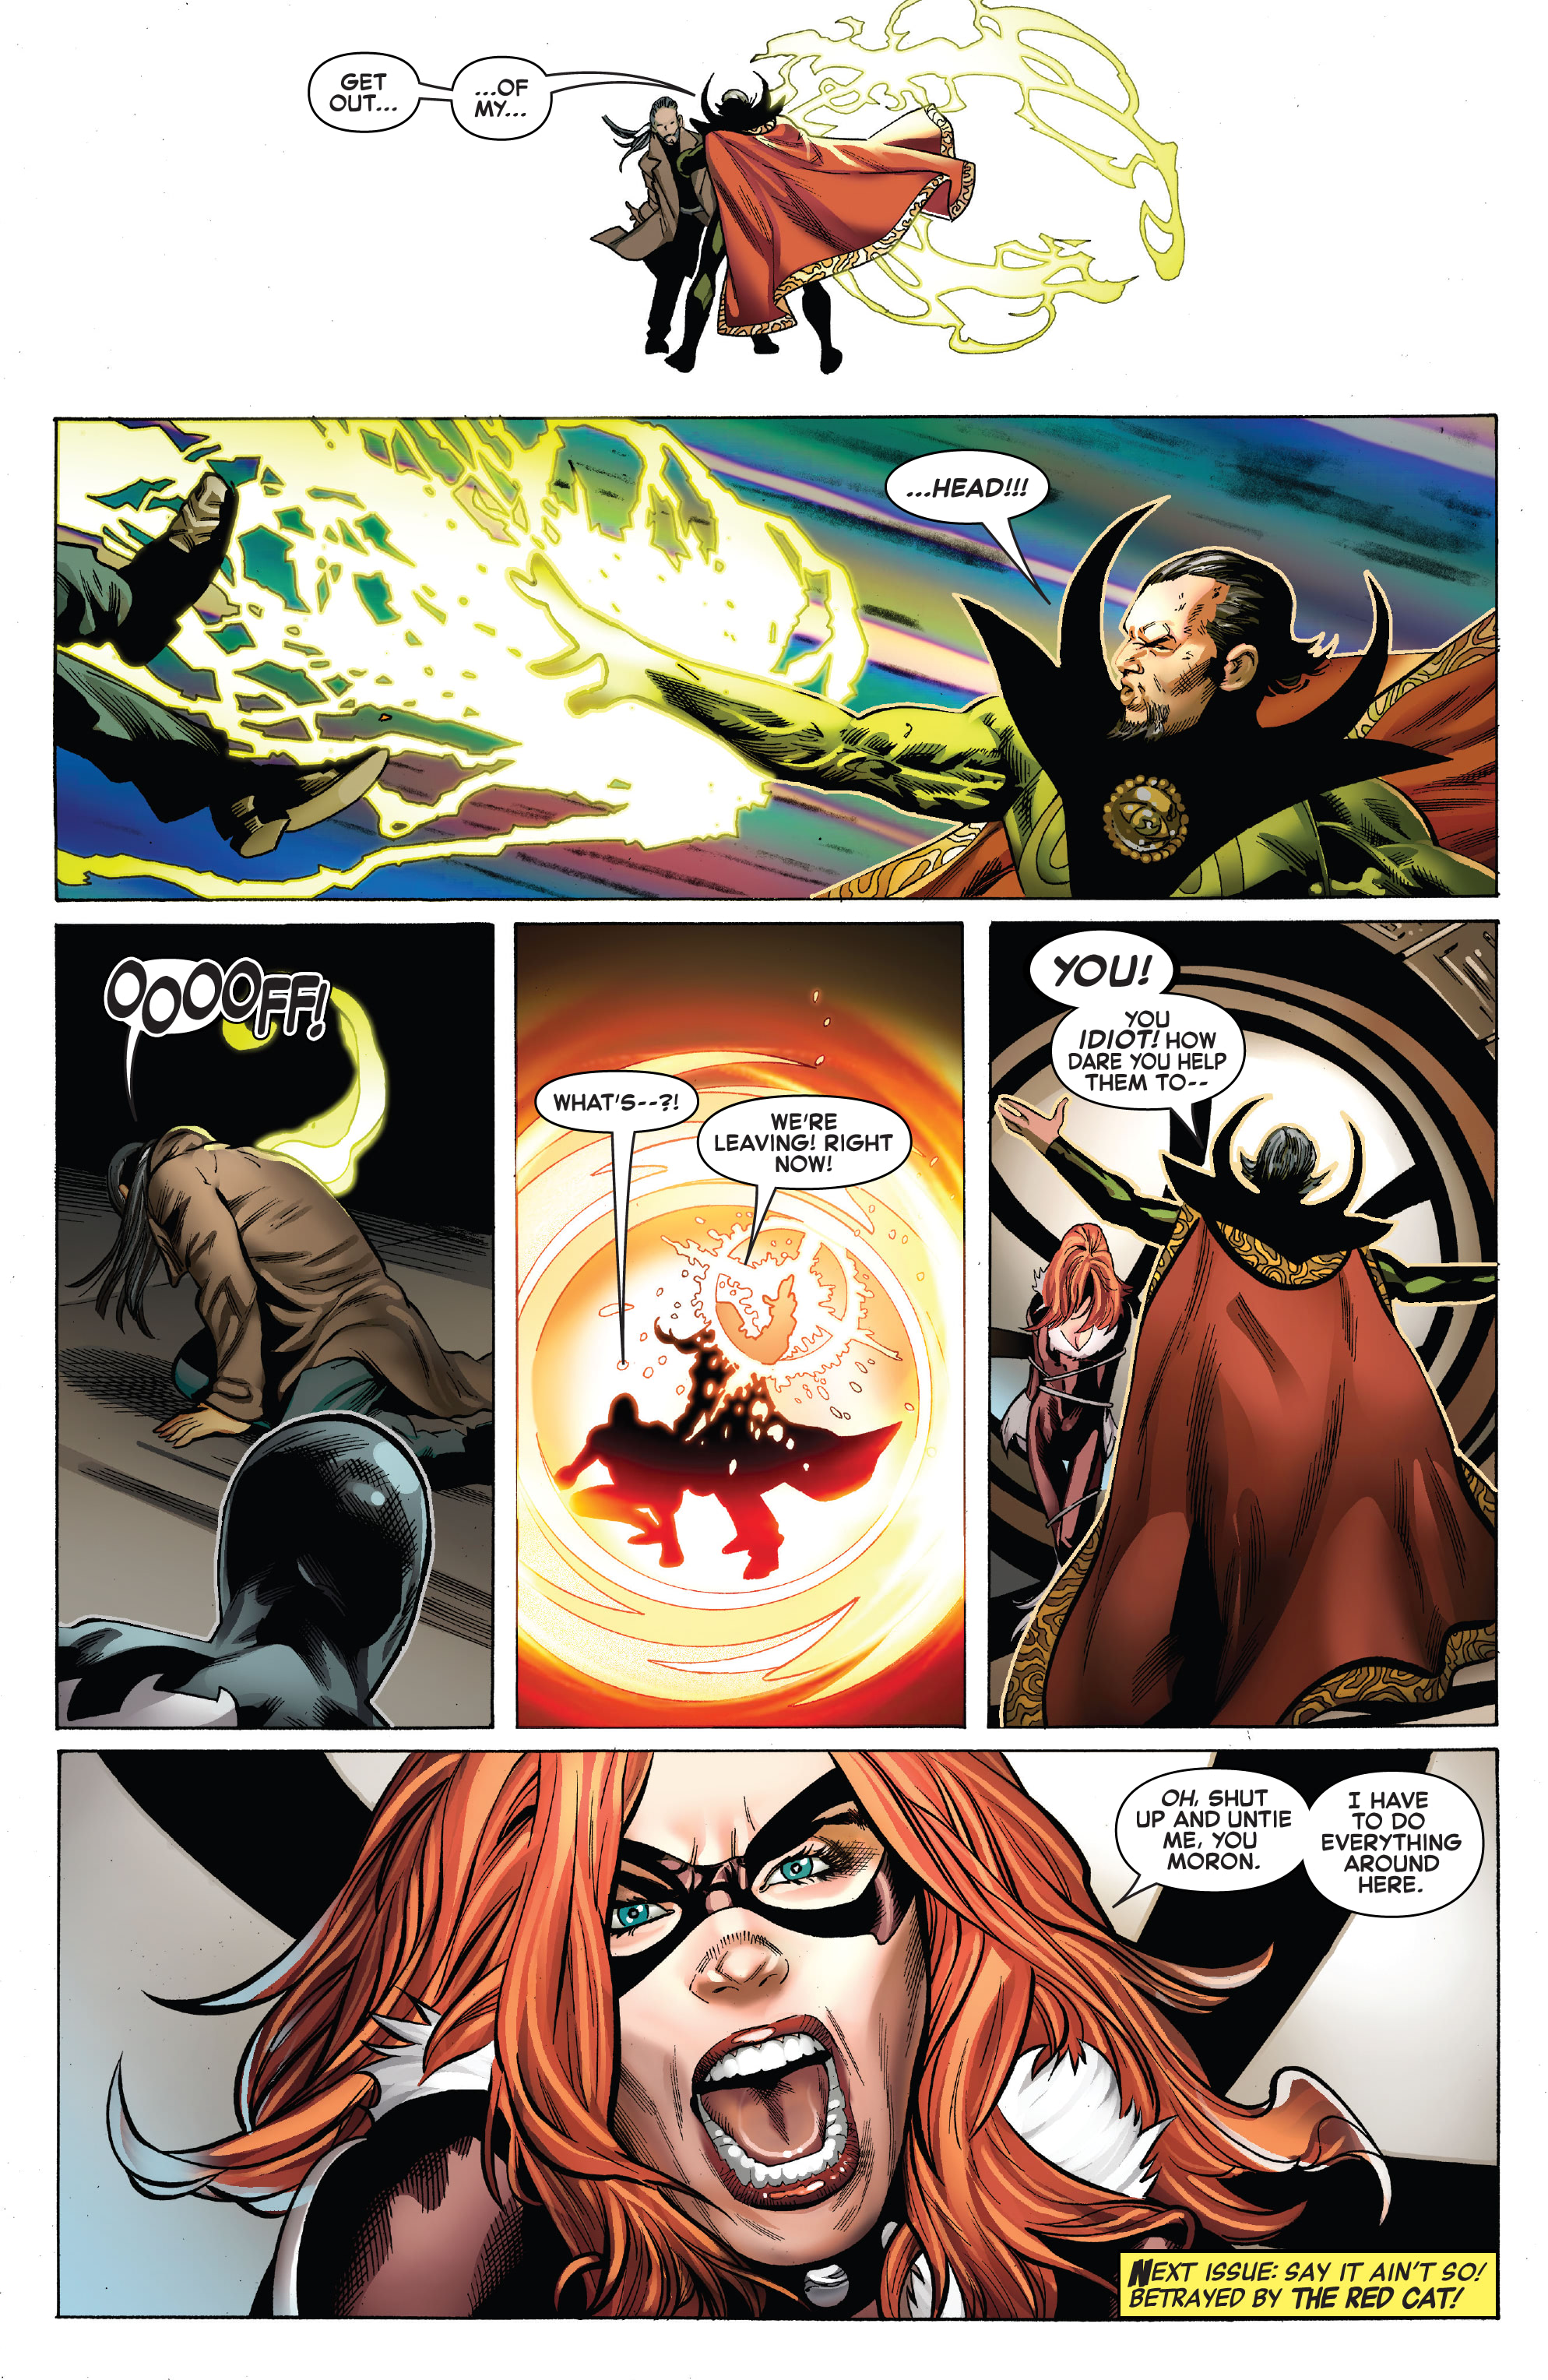 GET
OUT...
...OF
MY...
...HEAD!!!
OOOOFF!
WHAT'S--?!
WE'RE
LEAVING! RIGHT
NOW!
YOU!
YOU
IDIOT! HOW
DARE YOU HELP
THEM TO--
OH, SHUT
UP AND UNTIE
ME, YOU
MORON.
I HAVE
TO DO
EVERYTHING
AROUND
HERE.
NEXT ISSUE: SAY IT AIN'T SO!
BETRAYED BY THE RED CAT!